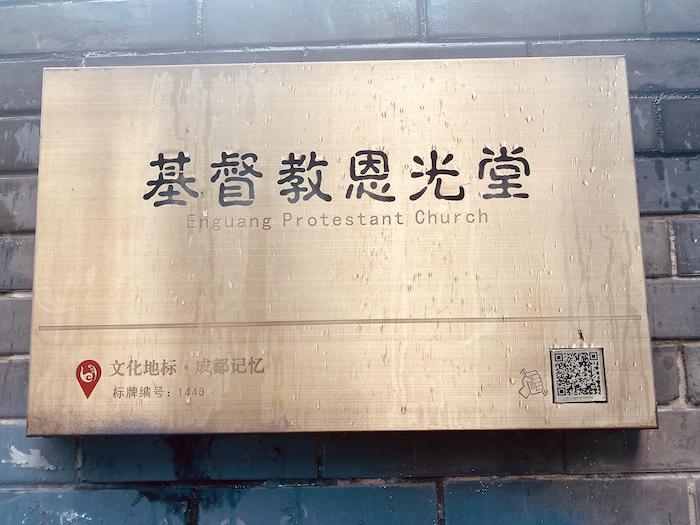 基督教恩光堂
Enguang Protestant Church
文化地标·成都记忆
标牌编号：1448